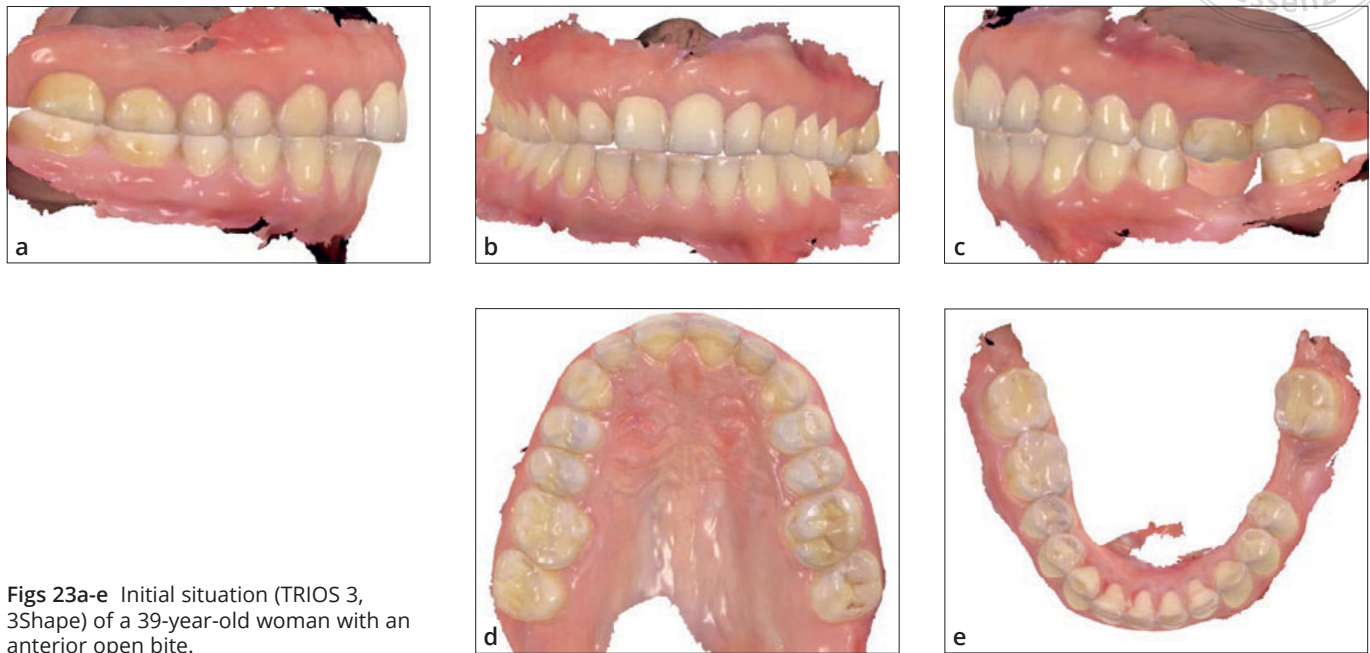 a
b
c
d
e
Figs 23a-e Initial situation (TRIOS 3,
3Shape) of a 39-year-old woman with an
anterior open bite.